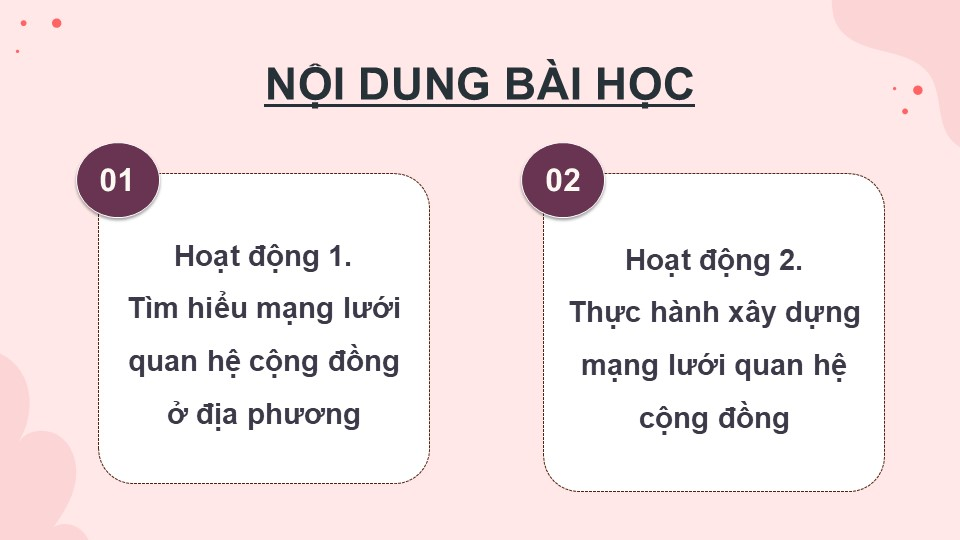 NỘI DUNG BÀI HỌC
01
Hoạt động 1.
Tìm hiểu mạng lưới
quan hệ cộng đồng
ở địa phương
02
Hoạt động 2.
Thực hành xây dựng
mạng lưới quan hệ
cộng đồng